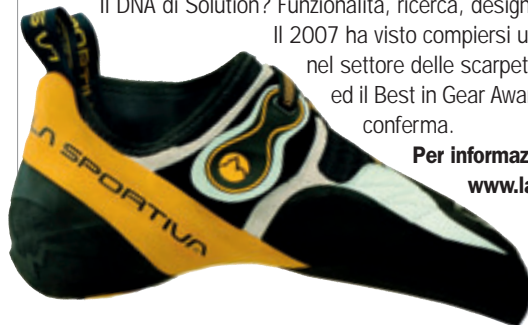 Il DNA di Solution? Funzionalità, ricerca, design
Il 2007 ha visto compiersi
nel settore delle
ed il Best in Gear
conferma.
Per
LA SPORTIVA